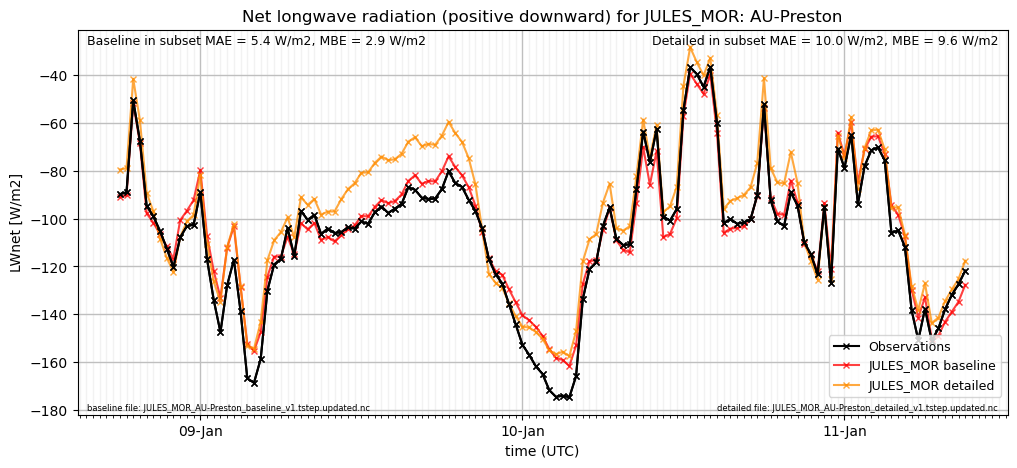 Net longwave radiation (positive downward) for JULES_MOR: AU-Preston
Baseline in subset MAE = 5.4 W/m2, MBE = 2.9 W/m2
Detailed in subset MAE = 10.0 W/m2, MBE = 9.6 W/m2
LWnet [W/m2]
−40
−60
−80
−100
−120
−140
−160
−180
Observations
JULES_MOR baseline
JULES_MOR detailed
baseline file: JULES_MOR_AU-Preston_baseline_v1.tstep.updated.nc
detailed file: JULES_MOR_AU-Preston_detailed_v1.tstep.updated.nc
09-Jan
10-Jan
11-Jan
time (UTC)